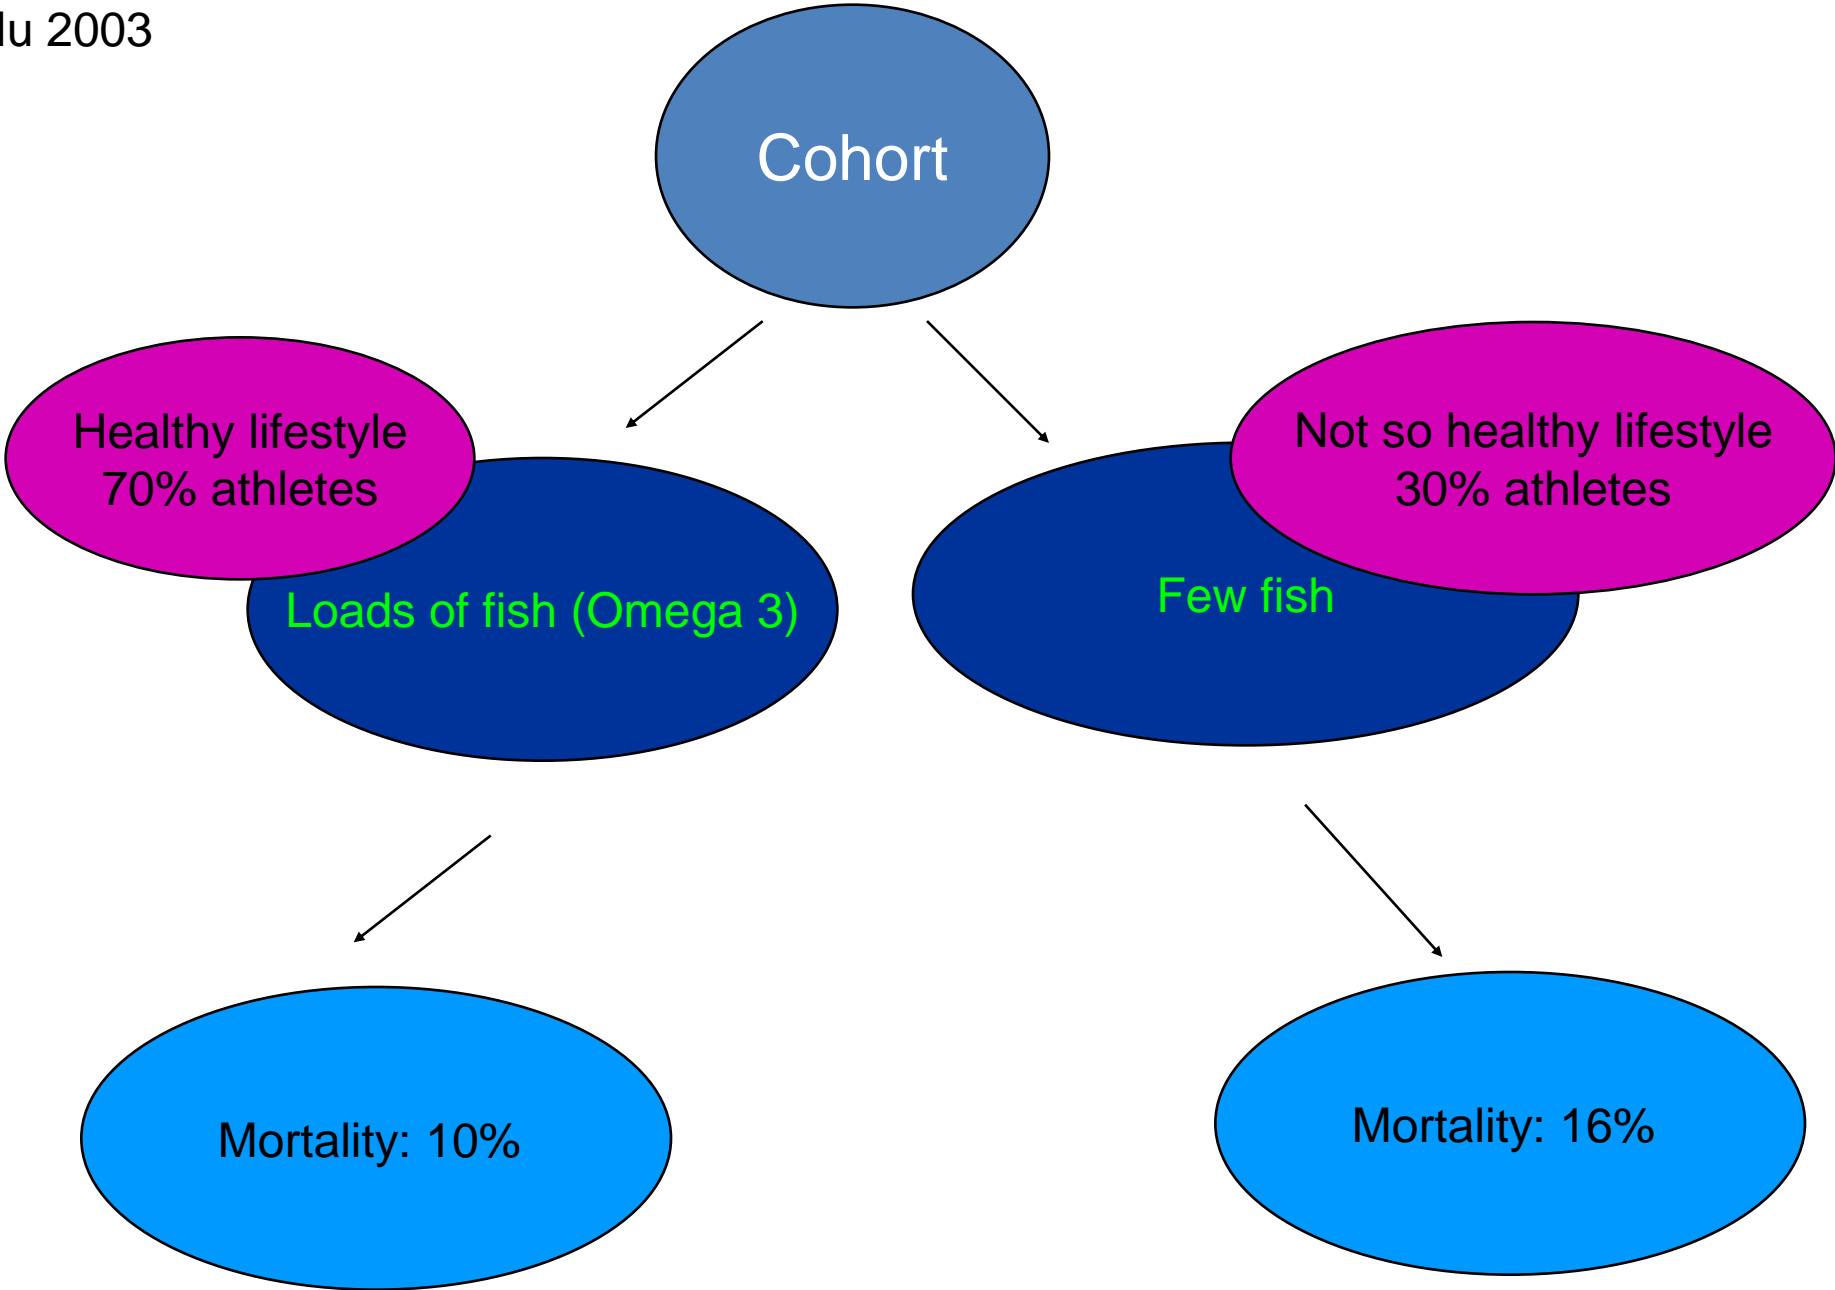 2003
Cohort
Healthy lifestyle
70% athletes
Not so healthy lifestyle
30% athletes
Loads of fish (Omega 3)
Few fish
Mortality: 10%
Mortality: 16%